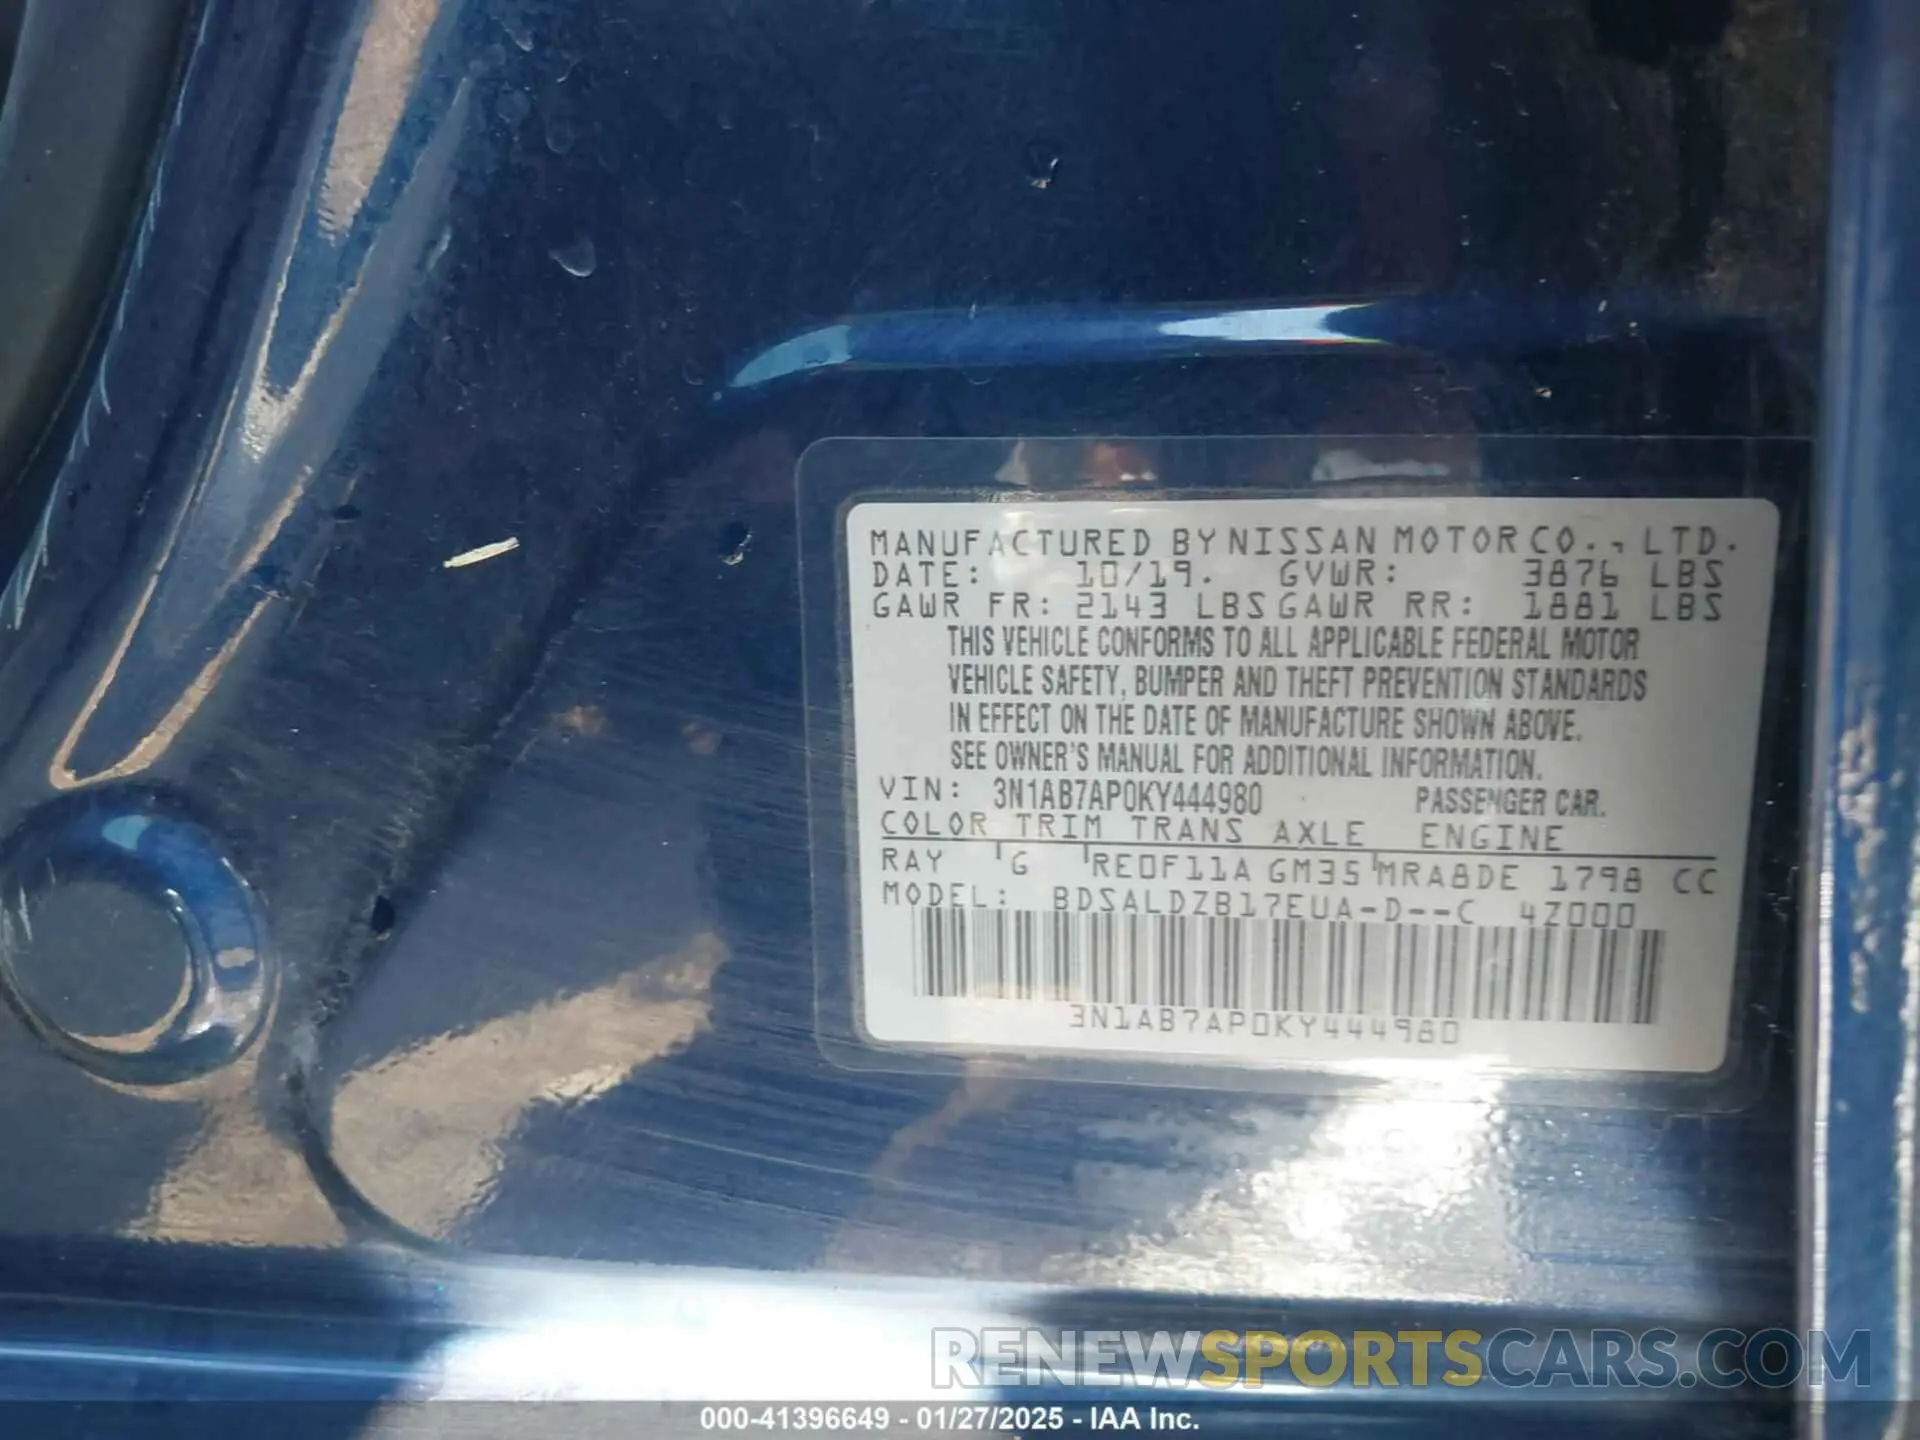 MANUFACTURED BY NISSAN MOTOR CO., LTD.
DATE: 10/19. GVWR: 3876 LBS
GAWR FR: 2143 LBS GAWR RR: 1881 LBS
THIS VEHICLE CONFORMS TO ALL APPLICABLE FEDERAL MOTOR
VEHICLE SAFETY, BUMPER AND THEFT PREVENTION STANDARDS
IN EFFECT ON THE DATE OF MANUFACTURE SHOWN ABOVE.
SEE OWNER'S MANUAL FOR ADDITIONAL INFORMATION.
VIN: 3N1AB7AP0KY444980 PASSENGER CAR.
COLOR TRIM TRANS AXLE ENGINE
RAY G RE0F11A GM35 MRA8DE 1798 CC
MODEL: BDSALDZB17EUA-D--C 4Z000
3N1AB7AP0KY444980
RENEWSPORTSCARS.COM
000-41396649 - 01/27/2025 - IAA Inc.